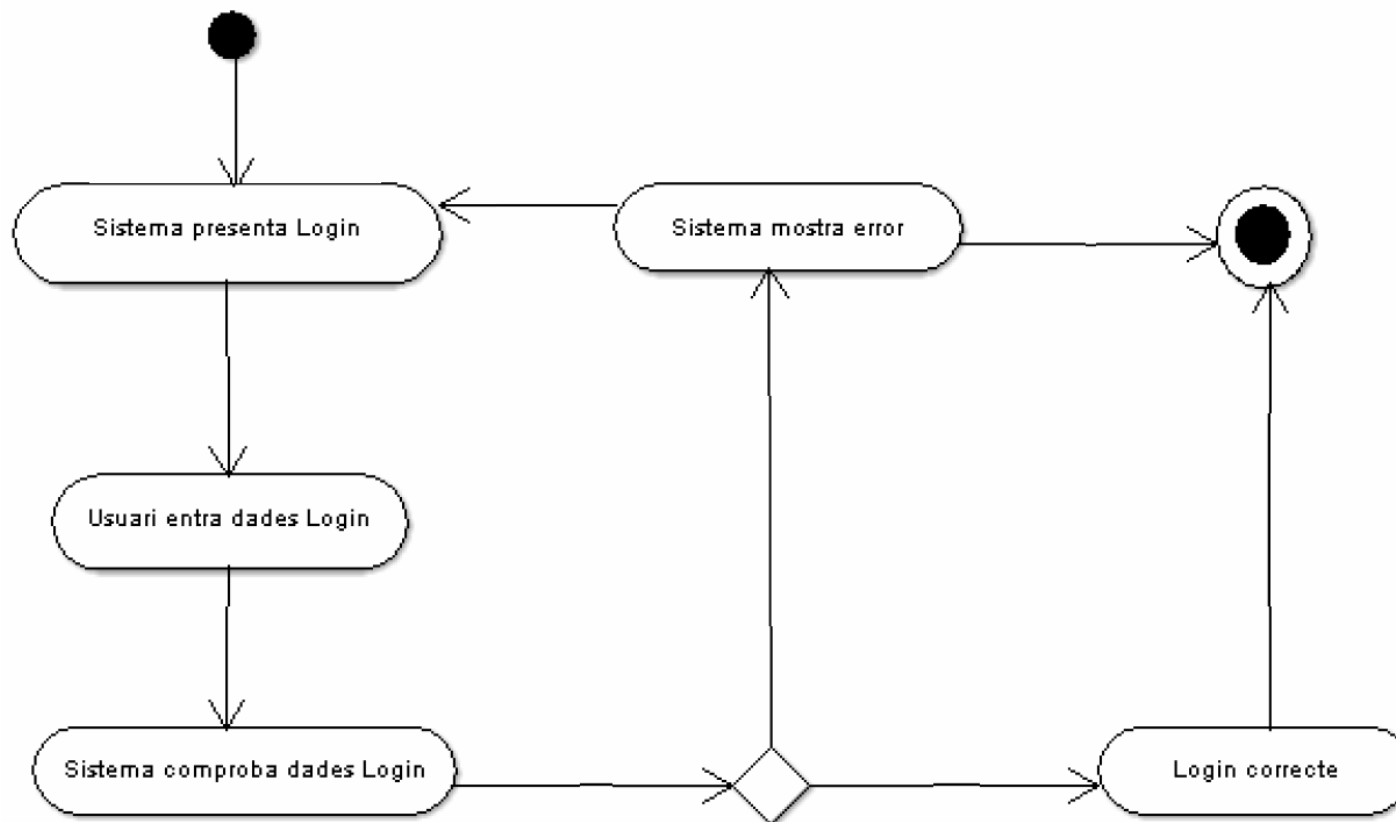 Sistema presenta Login
Sistema mostra error
Usuari entra dades Login
Sistema comproba dades Login
Login correcte